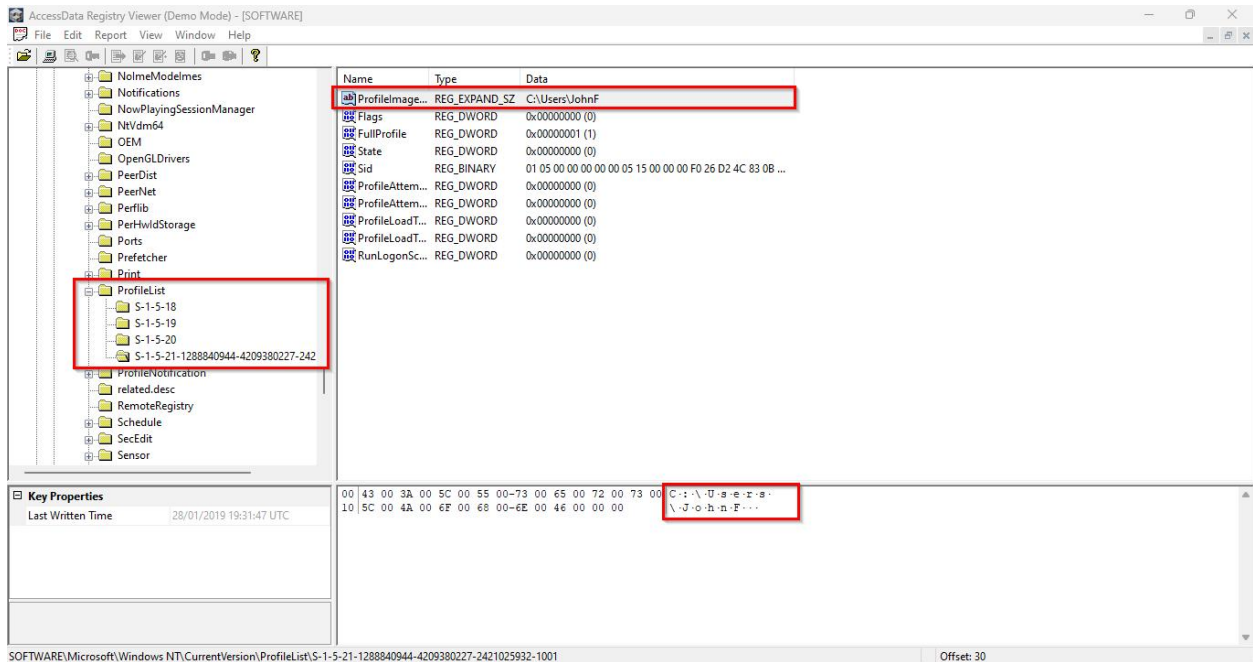 AccessData Registry Viewer (Demo Mode) - [SOFTWARE]
File Edit Report View Window Help
NolmeModelmes
Notifications
NowPlayingSessionManager
NtVdm64
OEM
OpenGLDrivers
PeerDist
PeerNet
Perflib
PerHwIdStorage
Ports
Prefetcher
Print
ProfileList
S-1-5-18
S-1-5-19
S-1-5-20
S-1-5-21-1288840944-4209380227-242
ProfileNotification
related.desc
RemoteRegistry
Schedule
SecEdit
Sensor
Name Type Data
ProfileImage... REG_EXPAND_SZ C:\Users\JohnF
Flags REG_DWORD 0x00000000 (0)
FullProfile REG_DWORD 0x00000001 (1)
State REG_DWORD 0x00000000 (0)
Sid REG_BINARY 01 05 00 00 00 00 00 05 15 00 00 00 F0 26 D2 4C 83 0B ...
ProfileAttem... REG_DWORD 0x00000000 (0)
ProfileAttem... REG_DWORD 0x00000000 (0)
ProfileLoadT... REG_DWORD 0x00000000 (0)
ProfileLoadT... REG_DWORD 0x00000000 (0)
RunLogonSc... REG_DWORD 0x00000000 (0)
Key Properties
Last Written Time 28/01/2019 19:31:47 UTC
00 43 00 3A 00 5C 00 55 00-73 00 65 00 72 00 73 00 C·:·\·U·s·e·r·s·
10 5C 00 4A 00 6F 00 68 00-6E 00 46 00 00 00 \·J·o·h·n·F···
SOFTWARE\Microsoft\Windows NT\CurrentVersion\ProfileList\S-1-5-21-1288840944-4209380227-2421025932-1001 Offset: 30